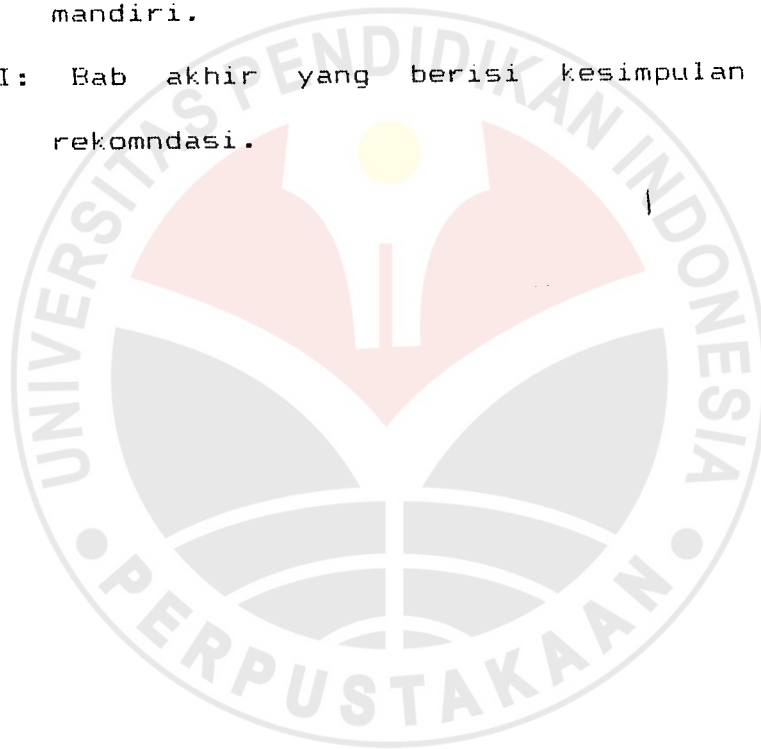 mandiri.
I: Bab akhir yang berisi kesimpulan
rekomndasi.
UNIVERSITAS PENDIDIKAN INDONESIA
PERPUSTAKAAN